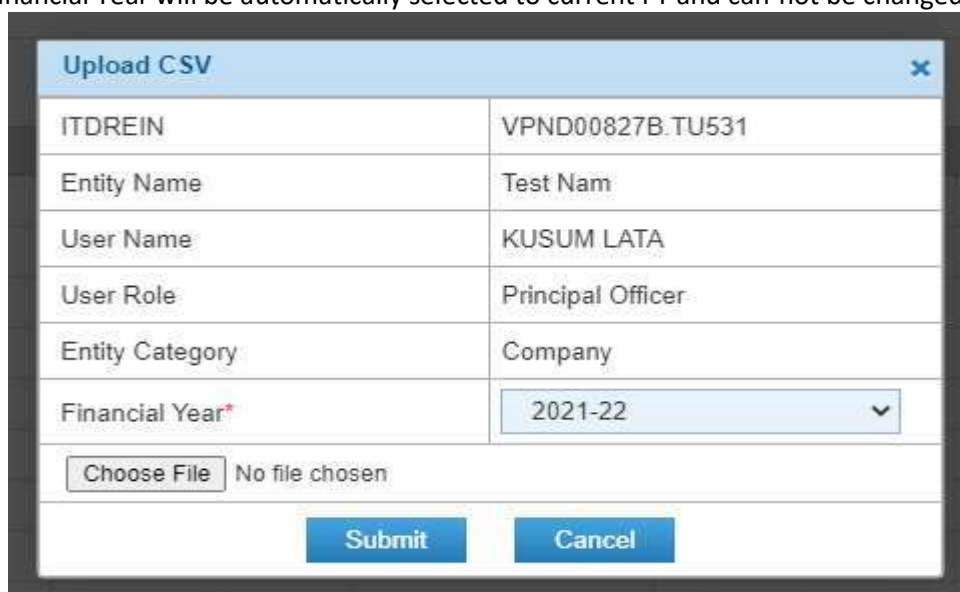 inancial Year will be automatically selected to current FY and can not be changed
Upload CSV ×
ITDREIN VPND00827B.TU531
Entity Name Test Nam
User Name KUSUM LATA
User Role Principal Officer
Entity Category Company
Financial Year* 2021-22
Choose File No file chosen
Submit Cancel